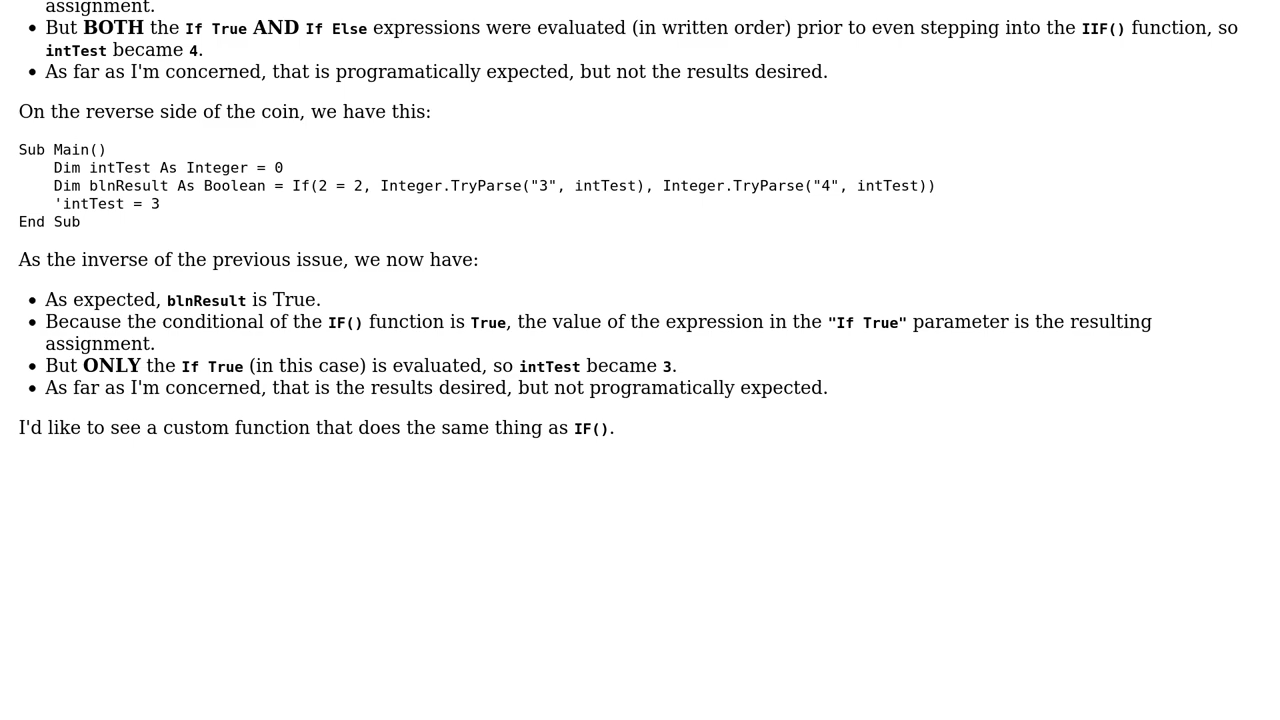 assignment.
But BOTH the If True AND If Else expressions were evaluated (in written order) prior to even stepping into the IIF() function, so
intTest became 4.
As far as I'm concerned, that is programatically expected, but not the results desired.
On the reverse side of the coin, we have this:
Sub Main()
    Dim intTest As Integer = 0
    Dim blnResult As Boolean = If(2 = 2, Integer.TryParse("3", intTest), Integer.TryParse("4", intTest))
    'intTest = 3
End Sub
As the inverse of the previous issue, we now have:
As expected, blnResult is True.
Because the conditional of the IF() function is True, the value of the expression in the "If True" parameter is the resulting
assignment.
But ONLY the If True (in this case) is evaluated, so intTest became 3.
As far as I'm concerned, that is the results desired, but not programatically expected.
I'd like to see a custom function that does the same thing as IF().